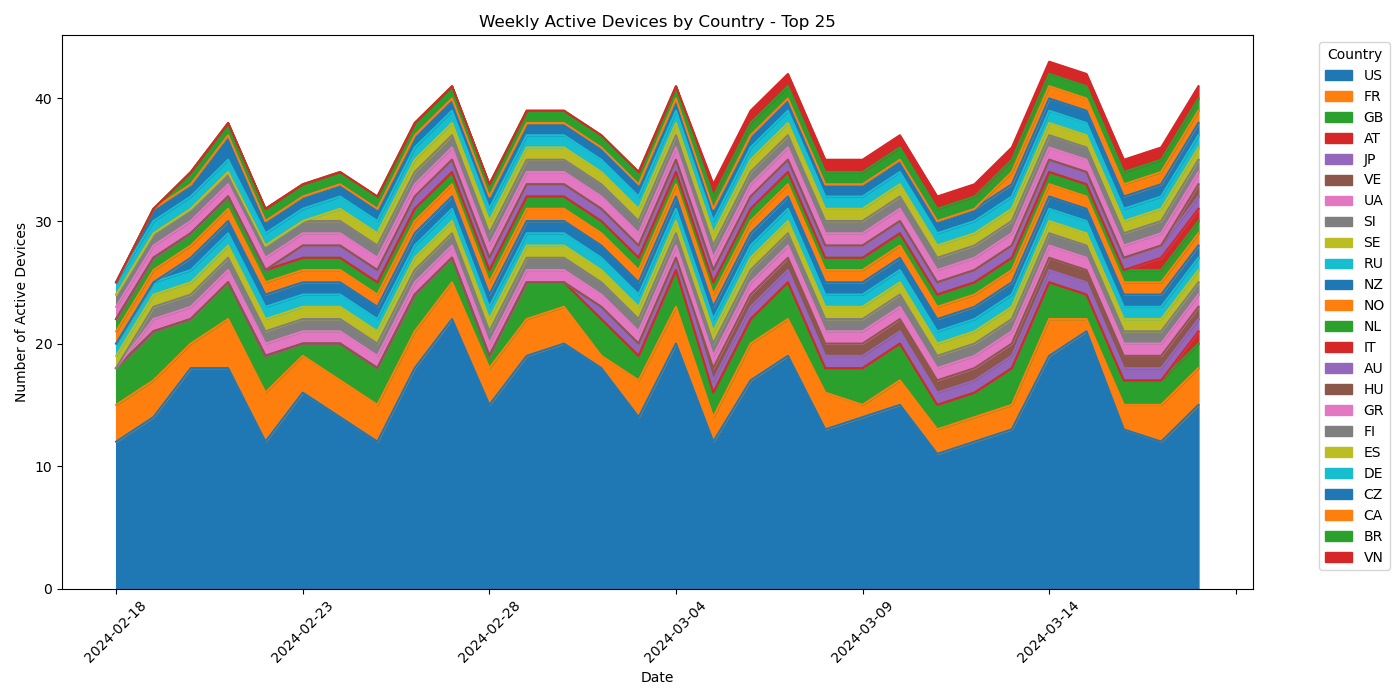 Weekly Active Devices by Country - Top 25
Number of Active Devices
40
30
20
10
0
2024-02-18
2024-02-23
2024-02-28
2024-03-04
2024-03-09
2024-03-14
Date
Country
US
FR
GB
AT
JP
VE
UA
SI
SE
RU
NZ
NO
NL
IT
AU
HU
GR
FI
ES
DE
CZ
CA
BR
VN